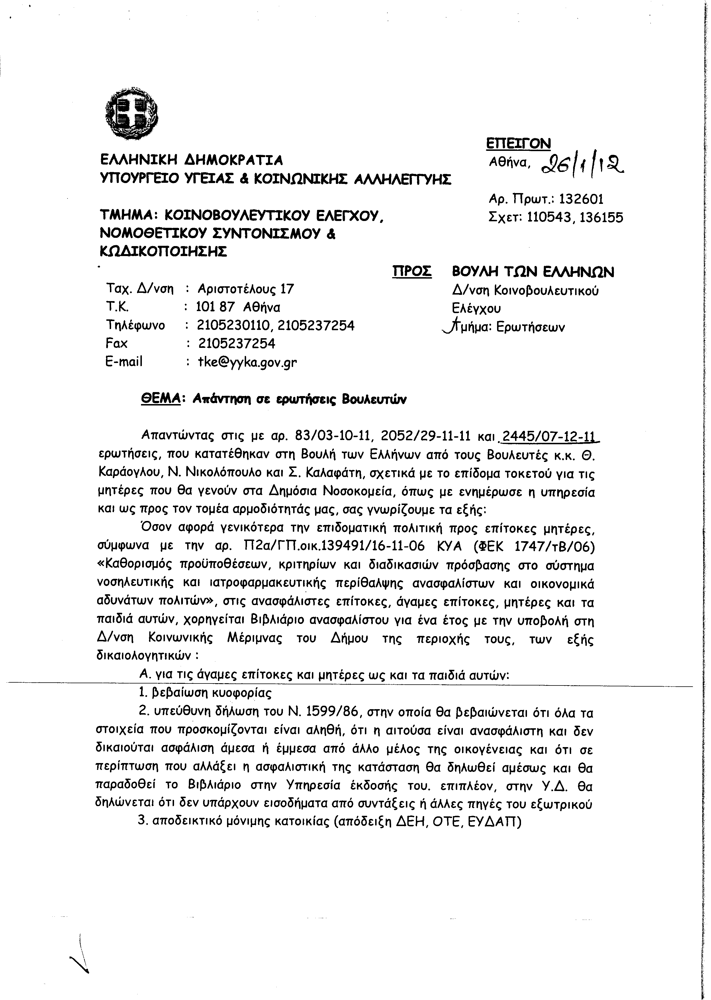 ΕΛΛΗΝΙΚΗ ΔΗΜΟΚΡΑΤΙΑ
ΥΠΟΥΡΓΕΙΟ ΥΓΕΙΑΣ & ΚΟΙΝΩΝΙΚΗΣ ΑΛΛΗΛΕΓΓΥΗΣ
ΕΠΕΙΓΟΝ
Αθήνα, 26/1/12
Αρ. Πρωτ.: 132601
Σχετ: 110543, 136155
ΤΜΗΜΑ: ΚΟΙΝΟΒΟΥΛΕΥΤΙΚΟΥ ΕΛΕΓΧΟΥ,
ΝΟΜΟΘΕΤΙΚΟΥ ΣΥΝΤΟΝΙΣΜΟΥ &
ΚΩΔΙΚΟΠΟΙΗΣΗΣ
ΠΡΟΣ ΒΟΥΛΗ ΤΩΝ ΕΛΛΗΝΩΝ
Δ/νση Κοινοβουλευτικού
Ελέγχου
Τμήμα: Ερωτήσεων
Ταχ. Δ/νση : Αριστοτέλους 17
Τ.Κ. : 101 87 Αθήνα
Τηλέφωνο : 2105230110, 2105237254
Fax : 2105237254
E-mail : tke@yyka.gov.gr
ΘΕΜΑ: Απάντηση σε ερωτήσεις Βουλευτών
Απαντώντας στις με αρ. 83/03-10-11, 2052/29-11-11 και 2445/07-12-11
ερωτήσεις, που κατατέθηκαν στη Βουλή των Ελλήνων από τους Βουλευτές κ.κ. Θ.
Καράογλου, Ν. Νικολόπουλο και Σ. Καλαφάτη, σχετικά με το επίδομα τοκετού για τις
μητέρες που θα γενούν στα Δημόσια Νοσοκομεία, όπως με ενημέρωσε η υπηρεσία
και ως προς τον τομέα αρμοδιότητάς μας, σας γνωρίζουμε τα εξής:
Όσον αφορά γενικότερα την επιδοματική πολιτική προς επίτοκες μητέρες,
σύμφωνα με την αρ. Π2α/ΓΠ.οικ.139491/16-11-06 ΚΥΑ (ΦΕΚ 1747/τΒ/06)
«Καθορισμός προϋποθέσεων, κριτηρίων και διαδικασιών πρόσβασης στο σύστημα
νοσηλευτικής και ιατροφαρμακευτικής περίθαλψης ανασφαλίστων και οικονομικά
αδυνάτων πολιτών», στις ανασφάλιστες επίτοκες, άγαμες επίτοκες, μητέρες και τα
παιδιά αυτών, χορηγείται Βιβλιάριο ανασφαλίστου για ένα έτος με την υποβολή στη
Δ/νση Κοινωνικής Μέριμνας του Δήμου της περιοχής τους, των εξής
δικαιολογητικών :
Α. για τις άγαμες επίτοκες και μητέρες ως και τα παιδιά αυτών:
1. βεβαίωση κυοφορίας
2. υπεύθυνη δήλωση του Ν. 1599/86, στην οποία θα βεβαιώνεται ότι όλα τα
στοιχεία που προσκομίζονται είναι αληθή, ότι η αιτούσα είναι ανασφάλιστη και δεν
δικαιούται ασφάλιση άμεσα ή έμμεσα από άλλο μέλος της οικογένειας και ότι σε
περίπτωση που αλλάξει η ασφαλιστική της κατάσταση θα δηλωθεί αμέσως και θα
παραδοθεί το Βιβλιάριο στην Υπηρεσία έκδοσής του. επιπλέον, στην Υ.Δ. θα
δηλώνεται ότι δεν υπάρχουν εισοδήματα από συντάξεις ή άλλες πηγές του εξωτρικού
3. αποδεικτικό μόνιμης κατοικίας (απόδειξη ΔΕΗ, ΟΤΕ, ΕΥΔΑΠ)